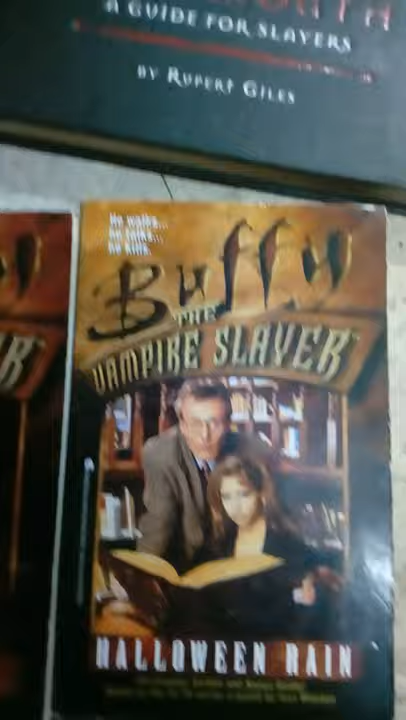 A GUIDE FOR SLAYERS
BY RUPERT GILES
He walks...
he talks...
he kills.
Buffy
THE
VAMPIRE SLAYER
HALLOWEEN RAIN